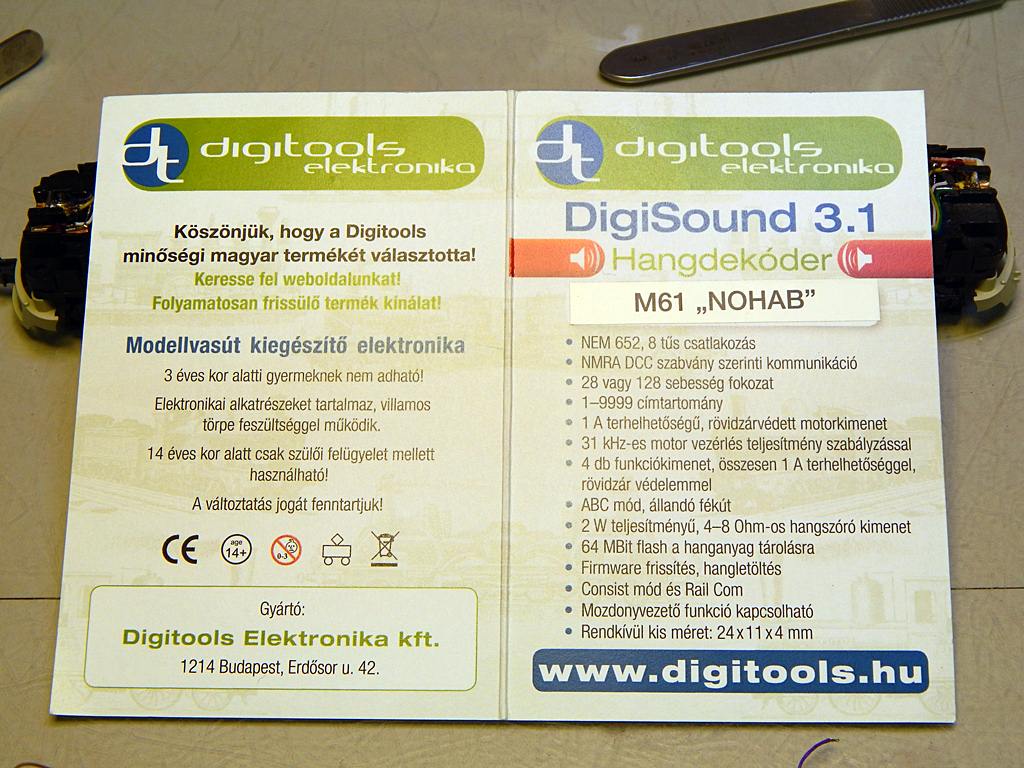 dt digitools
elektronika
Köszönjük, hogy a Digitools
minőségi magyar termékét választotta!
Keresse fel weboldalunkat!
Folyamatosan frissülő termék kínálat!
Modellvasút kiegészítő elektronika
3 éves kor alatti gyermeknek nem adható!
Elektronikai alkatrészeket tartalmaz, villamos
törpe feszültséggel működik.
14 éves kor alatt csak szülői felügyelet mellett
használható!
A változtatás jogát fenntartjuk!
CE
age
14+
0-3
Gyártó:
Digitools Elektronika kft.
1214 Budapest, Erdősor u. 42.
dt digitools
elektronika
DigiSound 3.1
Hangdekóder
M61 „NOHAB”
• NEM 652, 8 tűs csatlakozás
• NMRA DCC szabvány szerinti kommunikáció
• 28 vagy 128 sebesség fokozat
• 1–9999 címtartomány
• 1 A terhelhetőségű, rövidzárvédett motorkimenet
• 31 kHz-es motor vezérlés teljesítmény szabályzással
• 4 db funkciókimenet, összesen 1 A terhelhetőséggel,
rövidzár védelemmel
• ABC mód, állandó fékút
• 2 W teljesítményű, 4–8 Ohm-os hangszóró kimenet
• 64 MBit flash a hanganyag tárolásra
• Firmware frissítés, hangletöltés
• Consist mód és Rail Com
• Mozdonyvezető funkció kapcsolható
• Rendkívül kis méret: 24x11x4 mm
www.digitools.hu